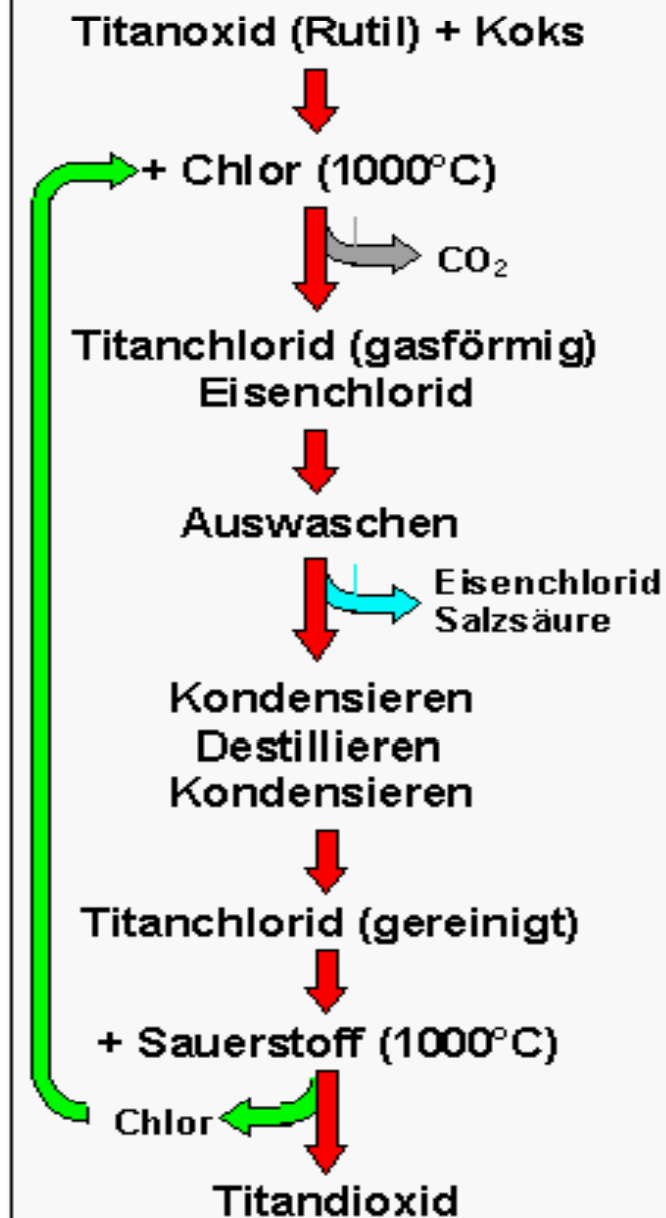 Titanoxid (Rutil) + Koks
+ Chlor (1000°C)
CO₂
Titanchlorid (gasförmig)
Eisenchlorid
Auswaschen
Eisenchlorid
Salzsäure
Kondensieren
Destillieren
Kondensieren
Titanchlorid (gereinigt)
+ Sauerstoff (1000°C)
Chlor
Titandioxid